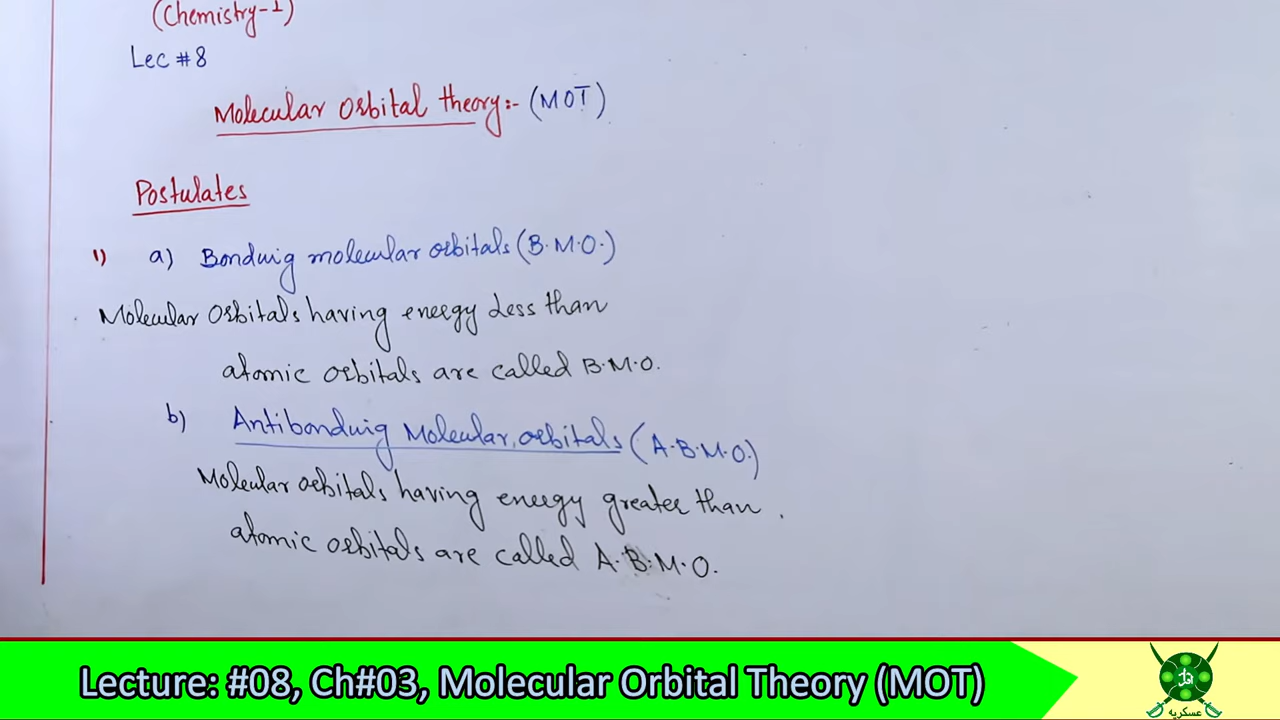 (Chemistry-1)
Lec #8
Molecular Orbital theory:- (MOT)
Postulates
1) a) Bonding molecular orbitals (B.M.O.)
Molecular Orbitals having energy Less than
atomic orbitals are called B.M.O.
b) Antibonding Molecular orbitals (A.B.M.O.)
Molecular orbitals having energy greater than.
atomic orbitals are called A.B.M.O.
Lecture: #08, Ch#03, Molecular Orbital Theory (MOT)
عسکریہ